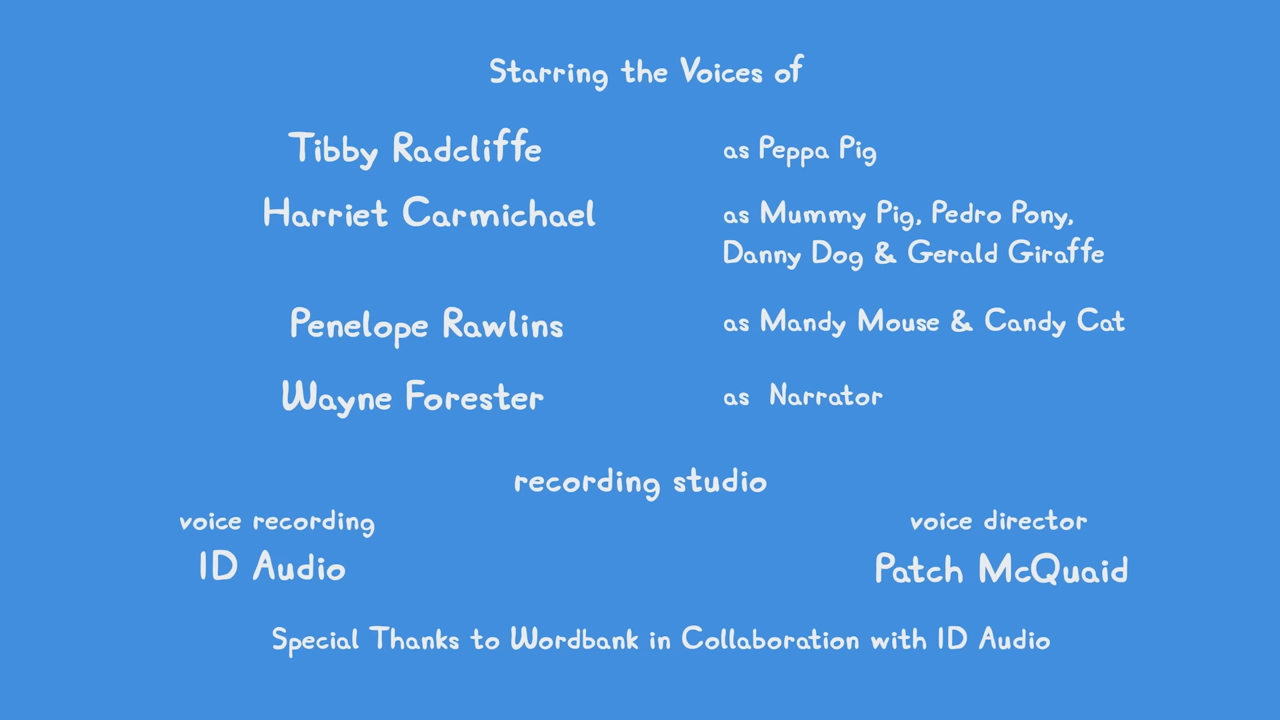 Starring the Voices of
Tibby Radcliffe as Peppa Pig
Harriet Carmichael as Mummy Pig, Pedro Pony,
Danny Dog & Gerald Giraffe
Penelope Rawlins as Mandy Mouse & Candy Cat
Wayne Forester as Narrator
recording studio
voice recording voice director
ID Audio Patch McQuaid
Special Thanks to Wordbank in Collaboration with ID Audio